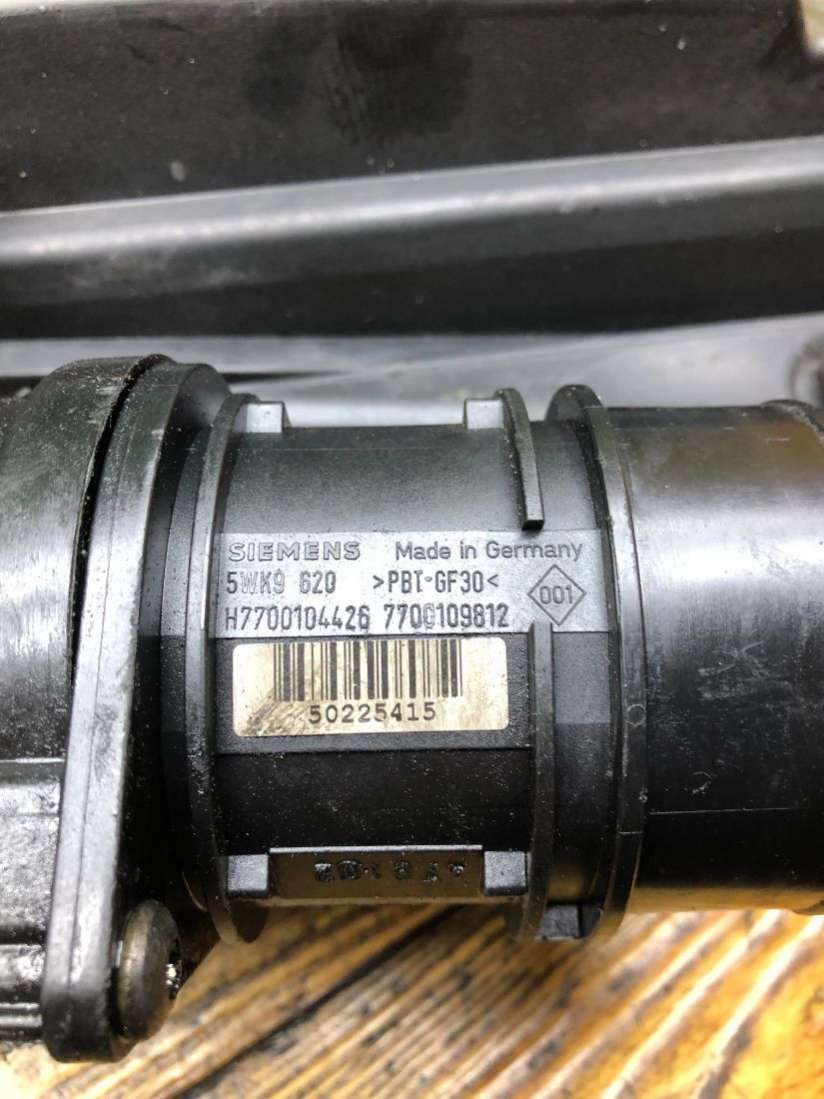 SIEMENS Made in Germany
5WK9 620 >PBT-GF30<
001
H7700104426 7700109812
50225415